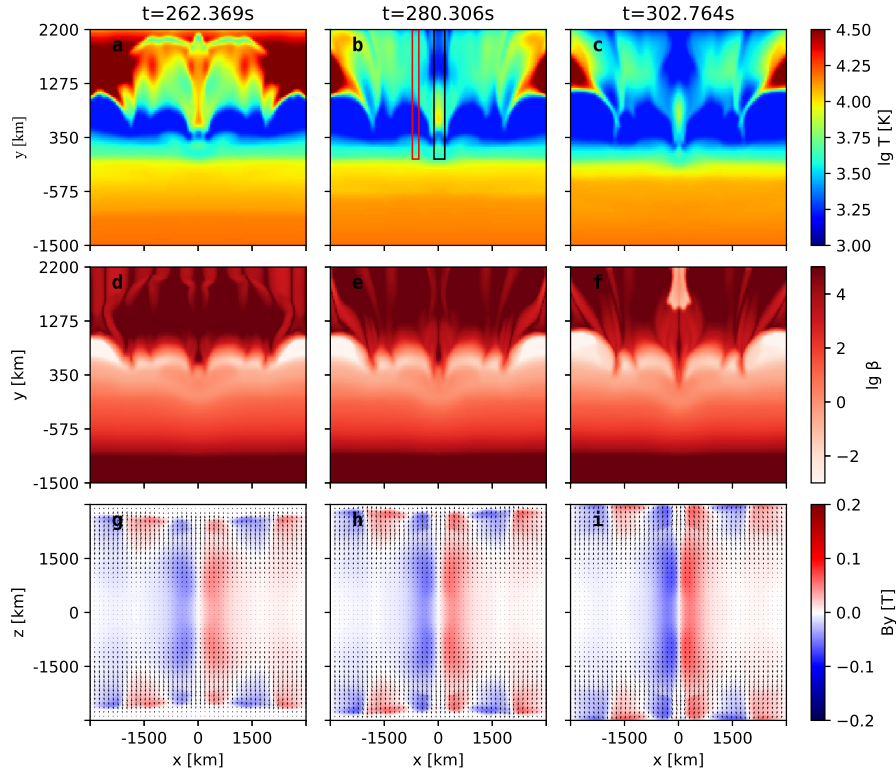 t=262.369s t=280.306s t=302.764s
a b c
2200
1275
350
-575
-1500
y [km]
4.50
4.25
4.00
3.75
3.50
3.25
3.00
lg T [K]
d e f
2200
1275
350
-575
-1500
y [km]
4
2
0
−2
lg β
g h i
1500
0
-1500
z [km]
0.2
0.1
0.0
−0.1
−0.2
By [T]
-1500 0 1500 -1500 0 1500 -1500 0 1500
x [km] x [km] x [km]